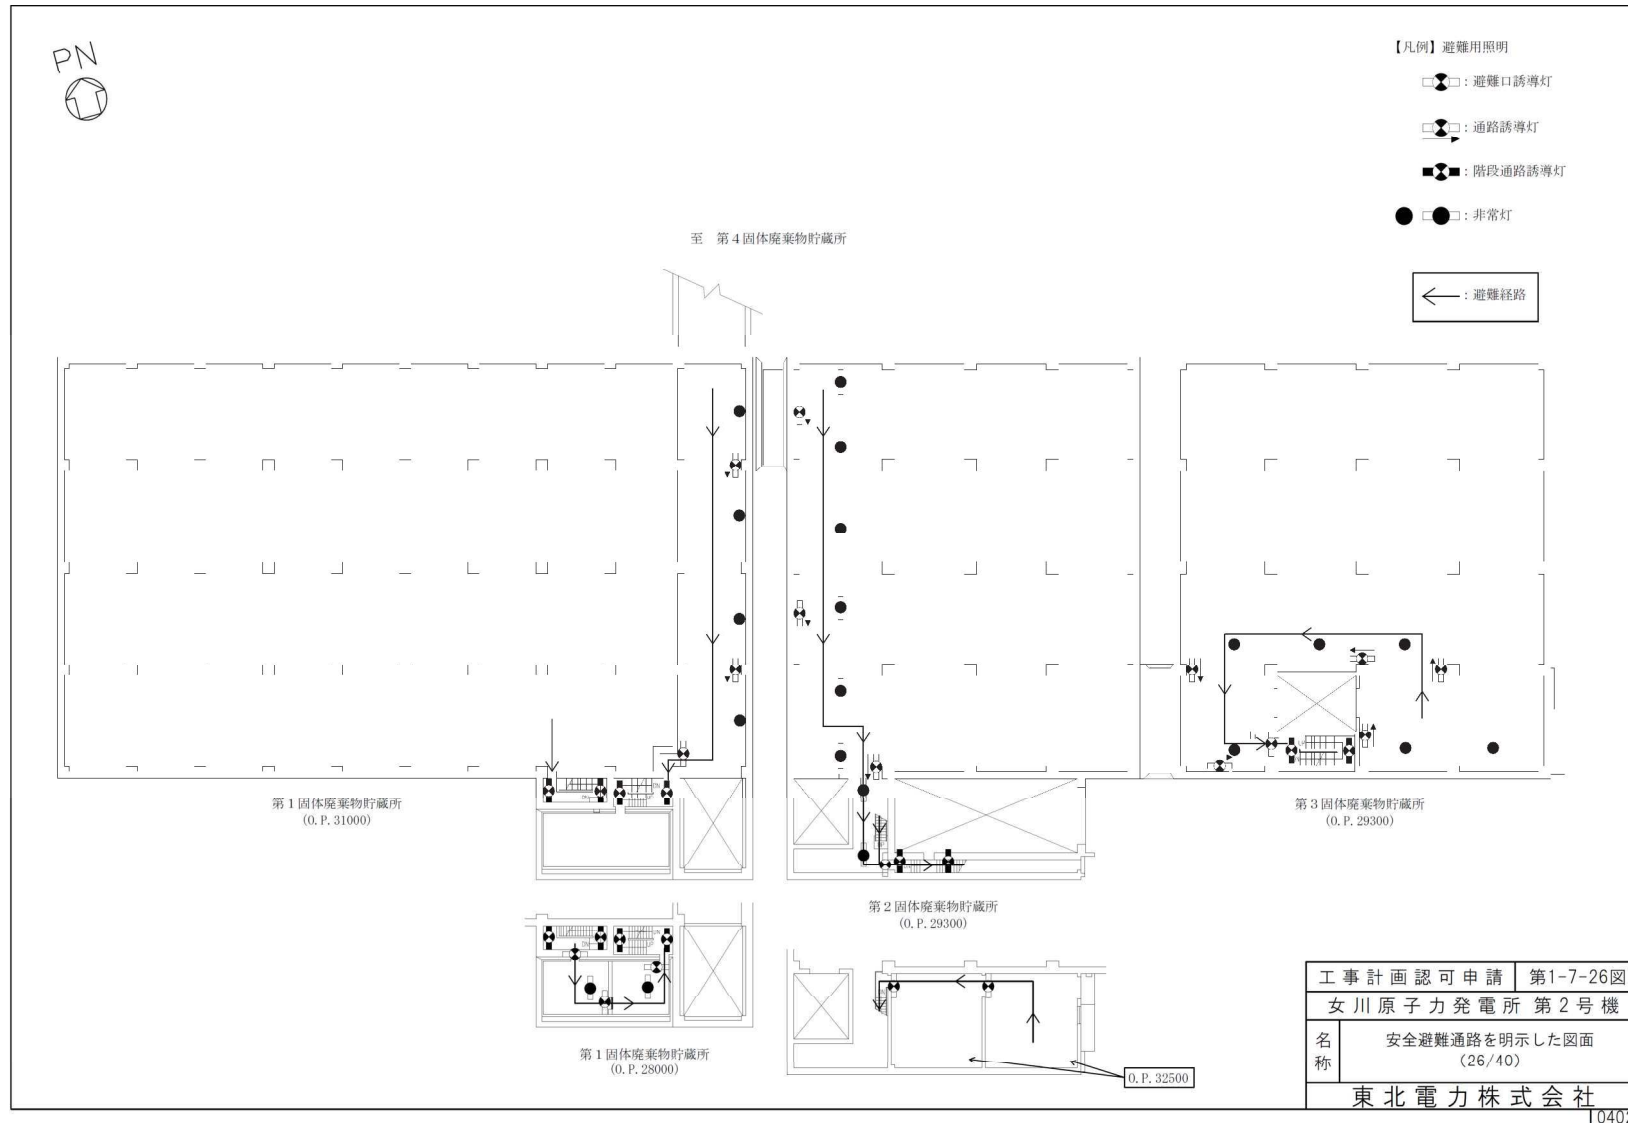 PN
【凡例】避難用照明
：避難口誘導灯
：通路誘導灯
：階段通路誘導灯
：非常灯
：避難経路
至　第４固体廃棄物貯蔵所
第１固体廃棄物貯蔵所
(O.P.31000)
第３固体廃棄物貯蔵所
(O.P.29300)
第２固体廃棄物貯蔵所
(O.P.29300)
第１固体廃棄物貯蔵所
(O.P.28000)
O.P.32500
工事計画認可申請　第1-7-26図
女川原子力発電所 第２号機
名称　安全避難通路を明示した図面
（26/40）
東北電力株式会社